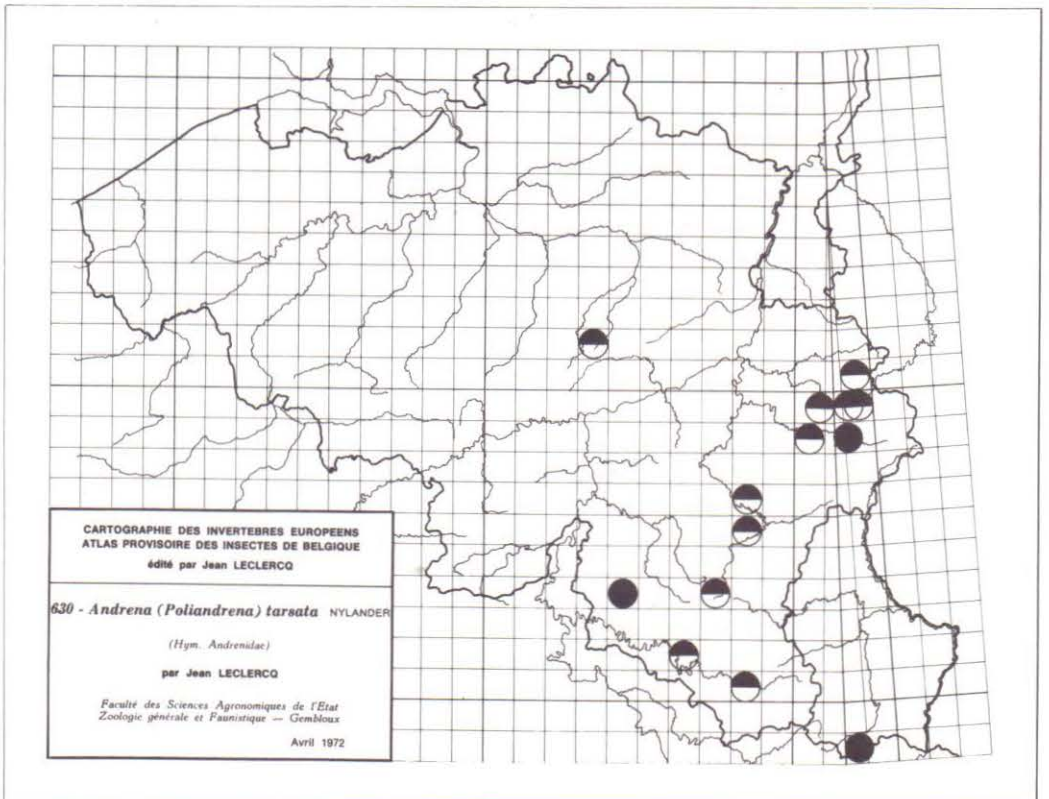 CARTOGRAPHIE DES INVERTEBRES EUROPEENS
ATLAS PROVISOIRE DES INSECTES DE BELGIQUE
édité par Jean LECLERCQ
630 - Andrena (Poliandrena) tarsata NYLANDER
(Hym. Andrenidae)
par Jean LECLERCQ
Faculté des Sciences Agronomiques de l'Etat
Zoologie générale et Faunistique — Gembloux
Avril 1972